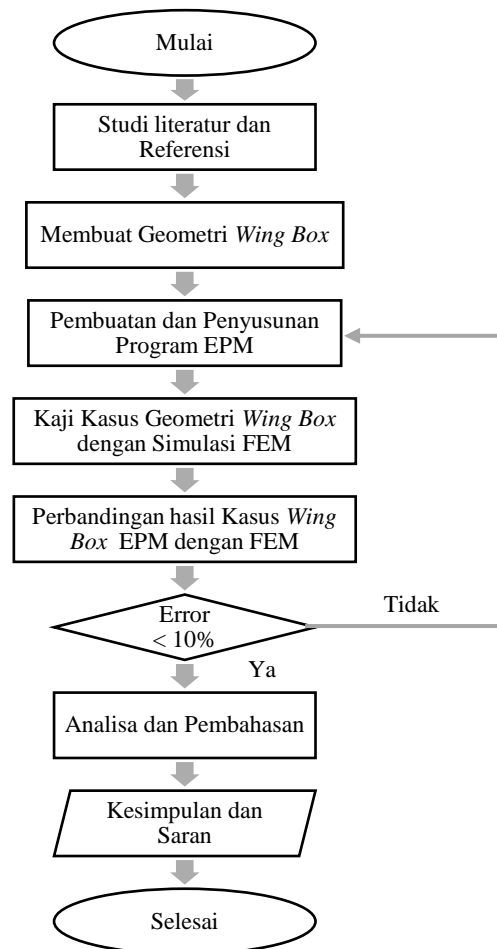 Mulai
Studi literatur dan
Referensi
Membuat Geometri Wing Box
Pembuatan dan Penyusunan
Program EPM
Kaji Kasus Geometri Wing Box
dengan Simulasi FEM
Perbandingan hasil Kasus Wing
Box EPM dengan FEM
Error
< 10%
Tidak
Ya
Analisa dan Pembahasan
Kesimpulan dan
Saran
Selesai